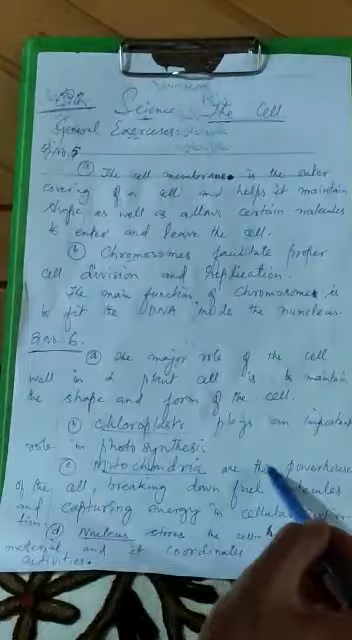 Science The Cell
General Exercises
Q/No. 5
(a) The cell membrane is the outer
covering of a cell and helps it maintain
shape as well as allows certain molecules
to enter and leave the cell.
(b) Chromosomes facilitate proper
cell division and replication.
The main function of chromosomes is
to fit the DNA inside the nucleus.
Q.No. 6.
(a) The major role of the cell
wall in a plant cell is to maintain
the shape and form of the cell.
(b) Chloroplasts plays an important
role in photosynthesis
(c) Mitochondria are the powerhouse
of the cell, breaking down fuel molecules
and capturing energy in cellular
tion.
(d) Nucleus stores the cell's
material and it coordinates
activities.